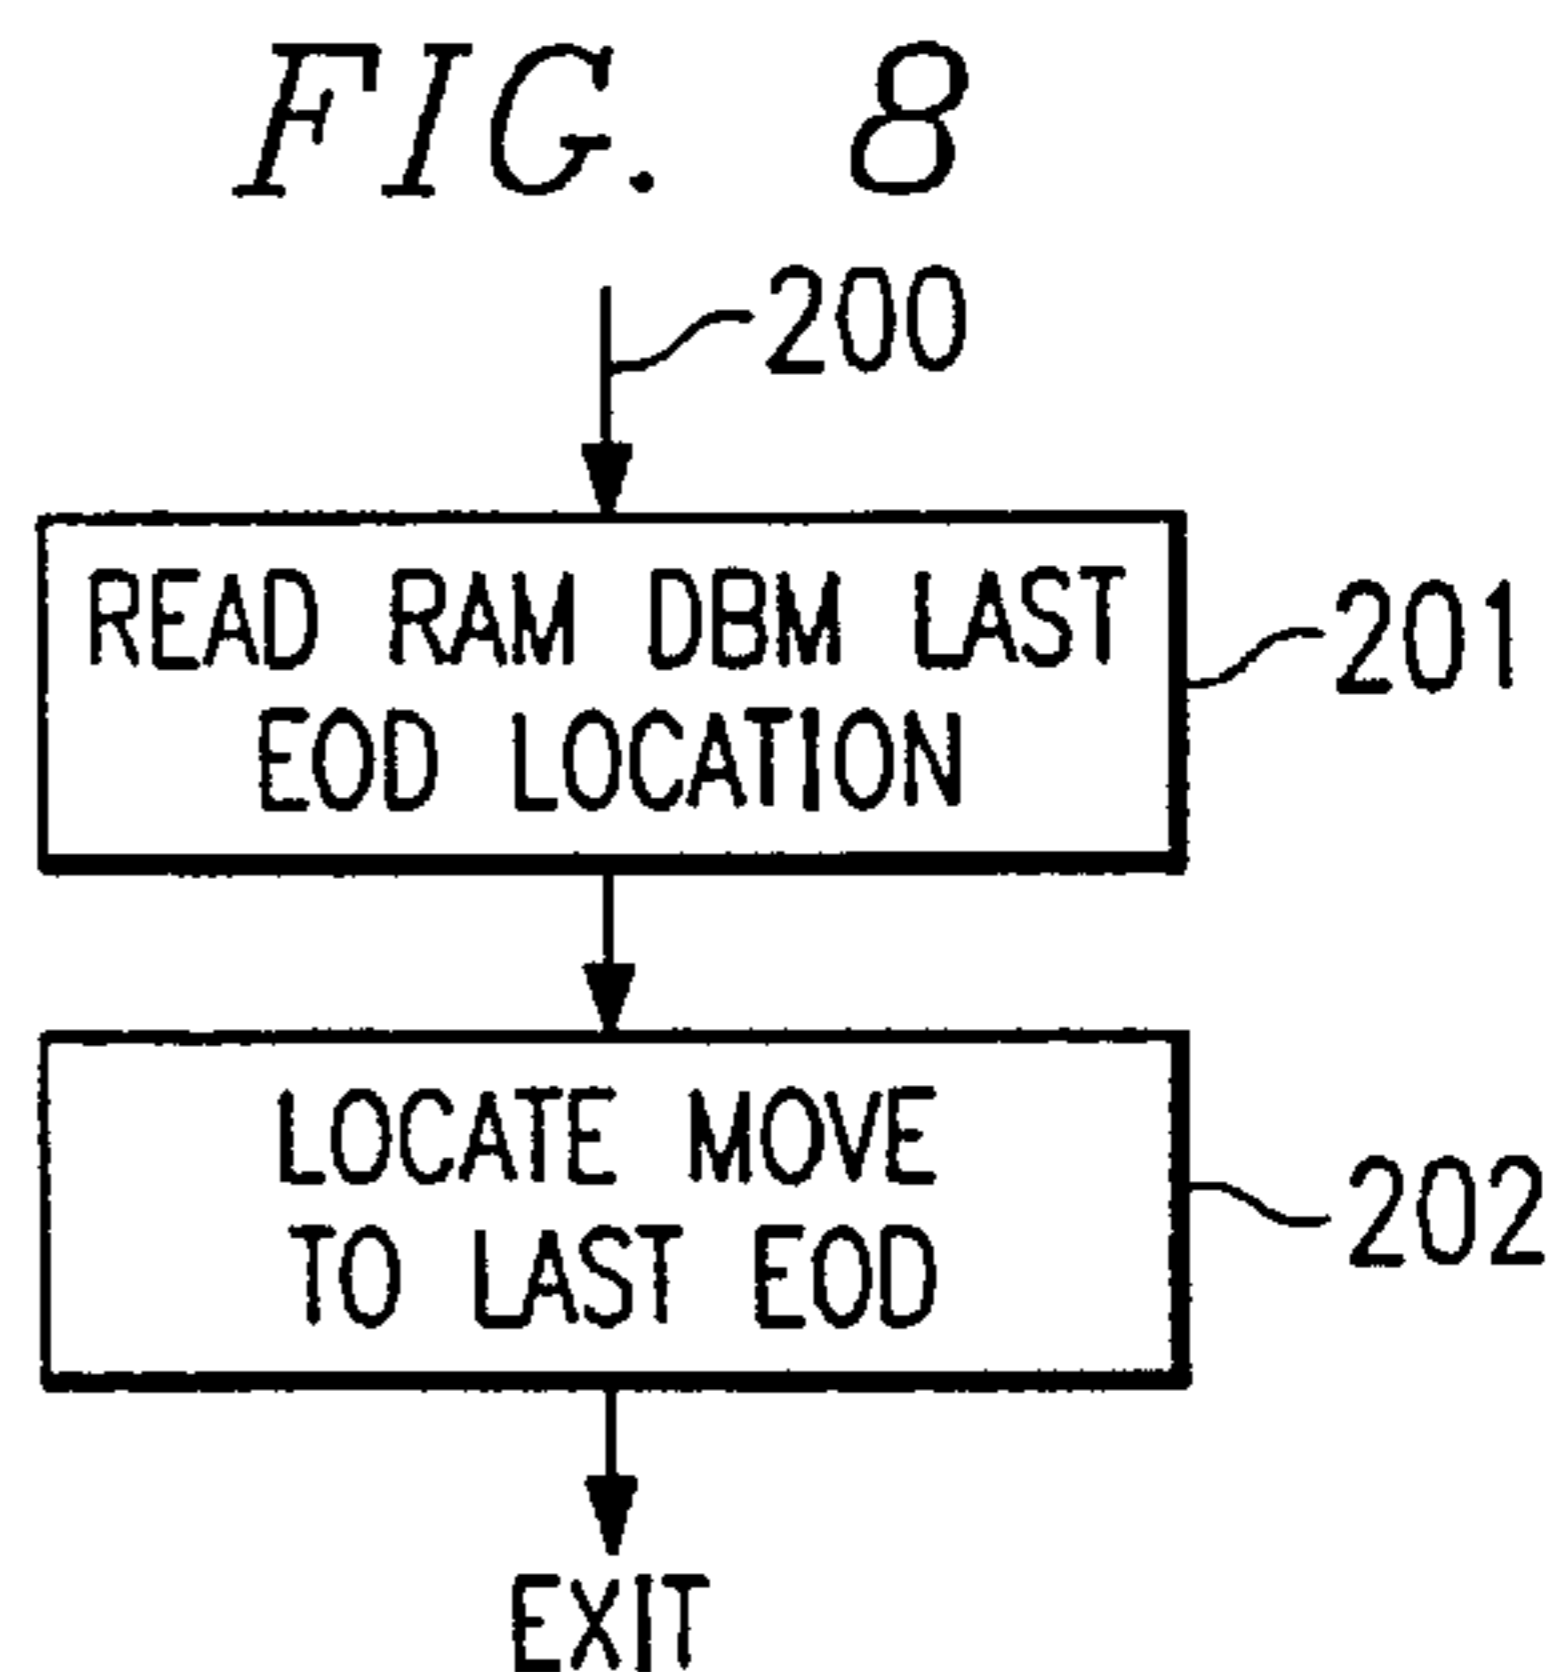 FIG. 8
200
READ RAM DBM LAST
EOD LOCATION
201
LOCATE MOVE
TO LAST EOD
202
EXIT